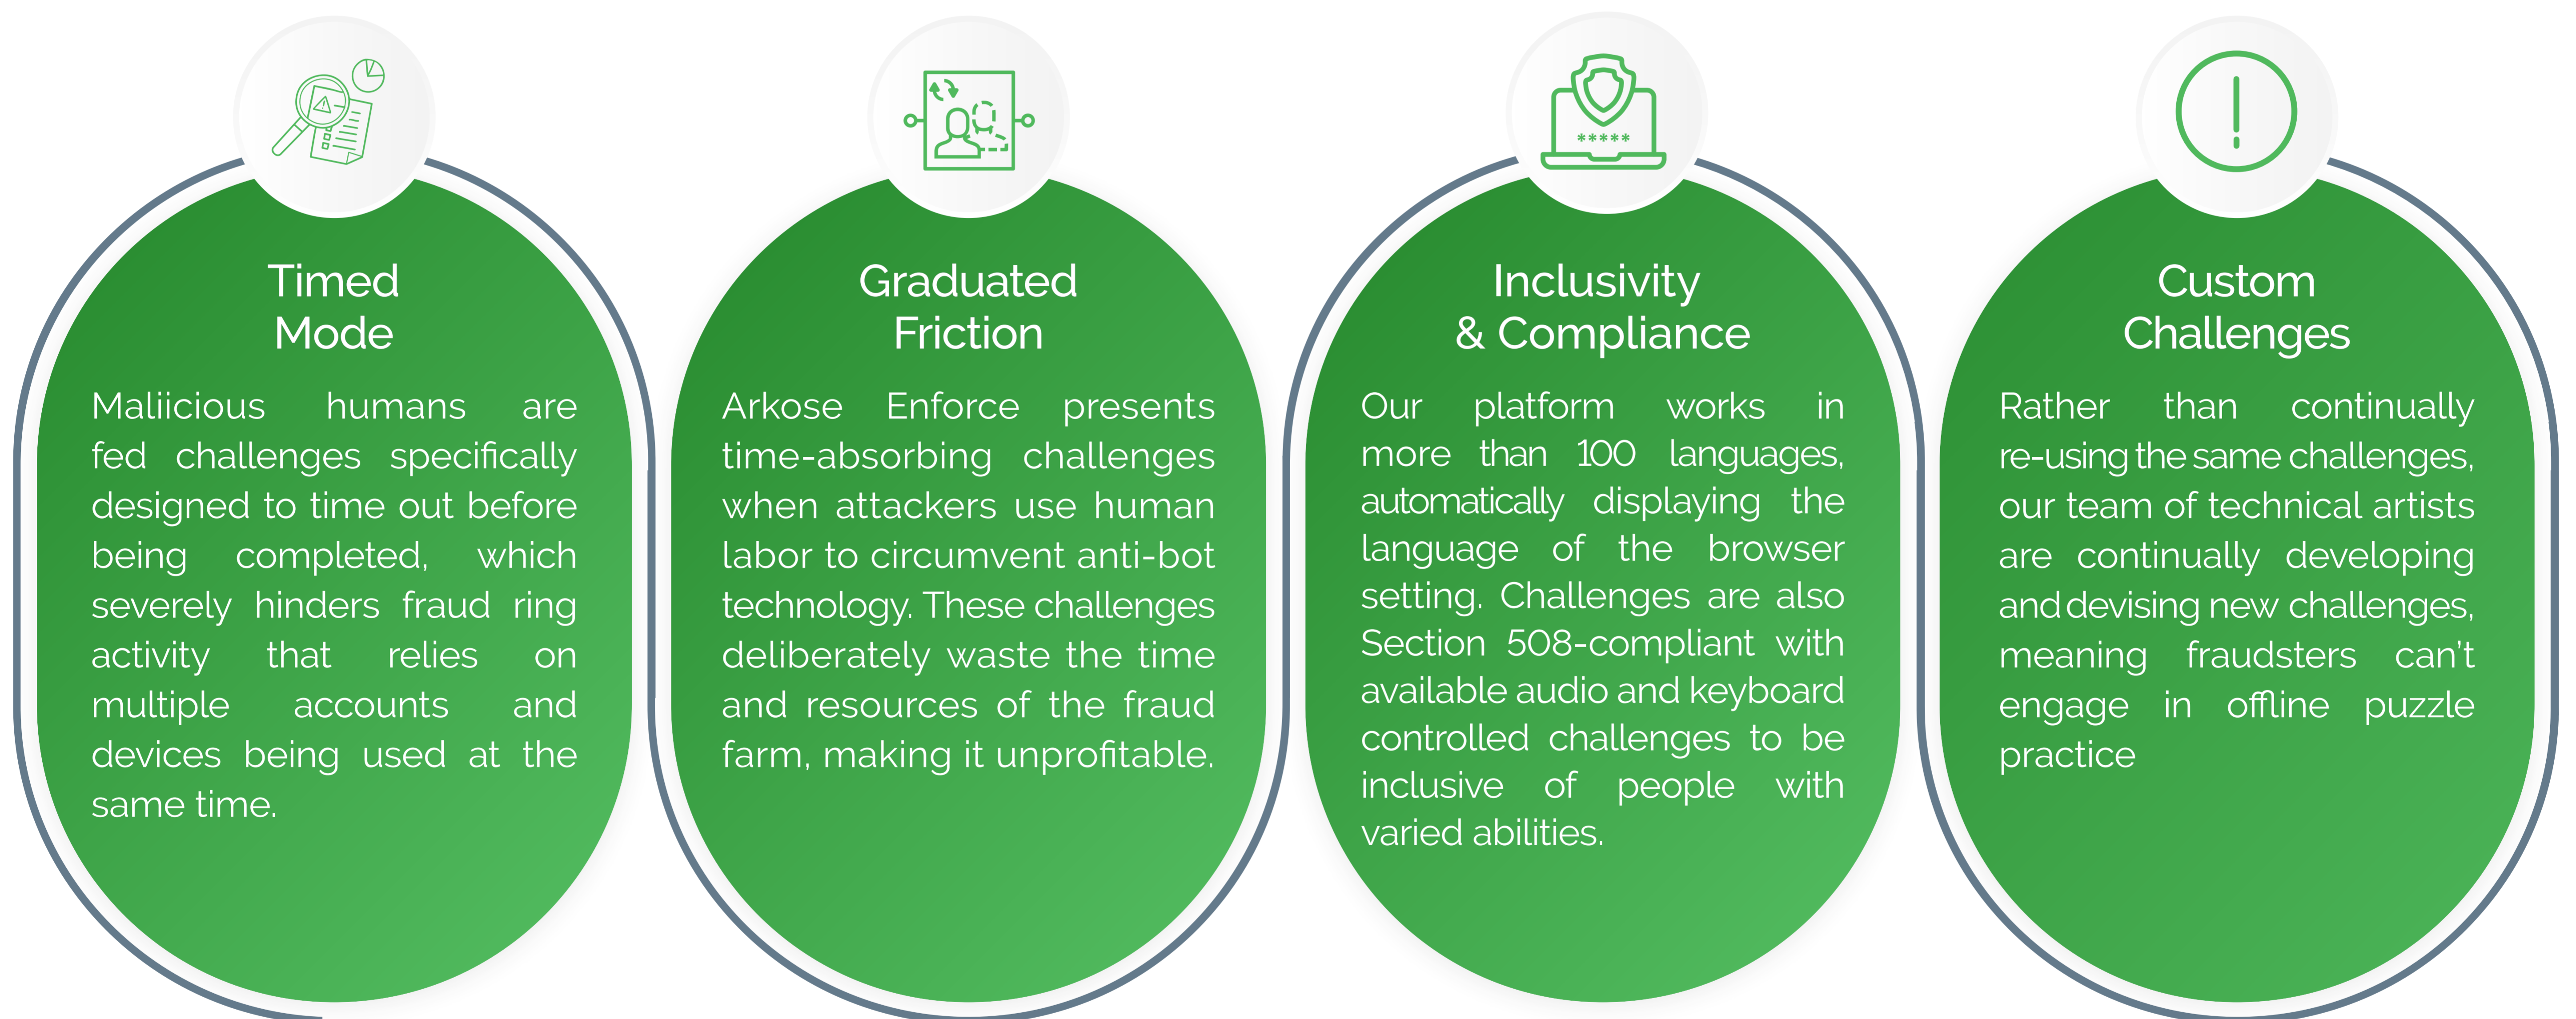 Timed
Mode
Maliicious humans are
fed challenges specifically
designed to time out before
being completed, which
severely hinders fraud ring
activity that relies on
multiple accounts and
devices being used at the
same time.
Graduated
Friction
Arkose Enforce presents
time-absorbing challenges
when attackers use human
labor to circumvent anti-bot
technology. These challenges
deliberately waste the time
and resources of the fraud
farm, making it unprofitable.
*****
Inclusivity
& Compliance
Our platform works in
more than 100 languages,
automatically displaying the
language of the browser
setting. Challenges are also
Section 508-compliant with
available audio and keyboard
controlled challenges to be
inclusive of people with
varied abilities.
Custom
Challenges
Rather than continually
re-using the same challenges,
our team of technical artists
are continually developing
and devising new challenges,
meaning fraudsters can't
engage in offline puzzle
practice